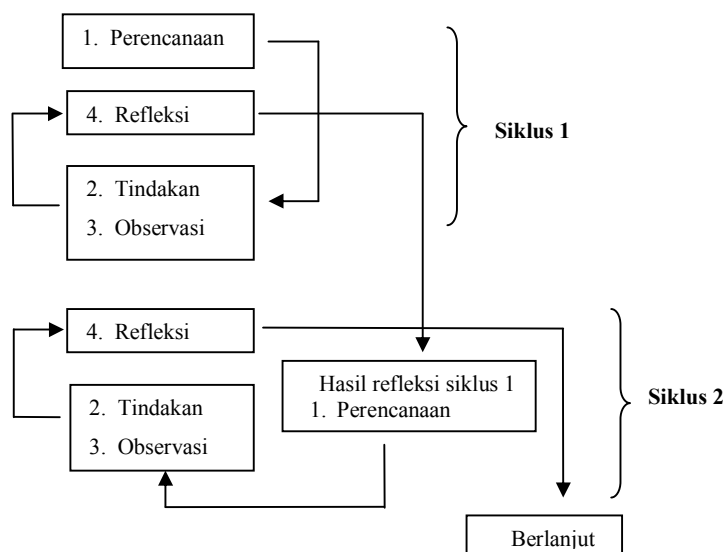 1. Perencanaan
4. Refleksi
Siklus 1
2. Tindakan
3. Observasi
4. Refleksi
Hasil refleksi siklus 1
1. Perencanaan
2. Tindakan
3. Observasi
Siklus 2
Berlanjut